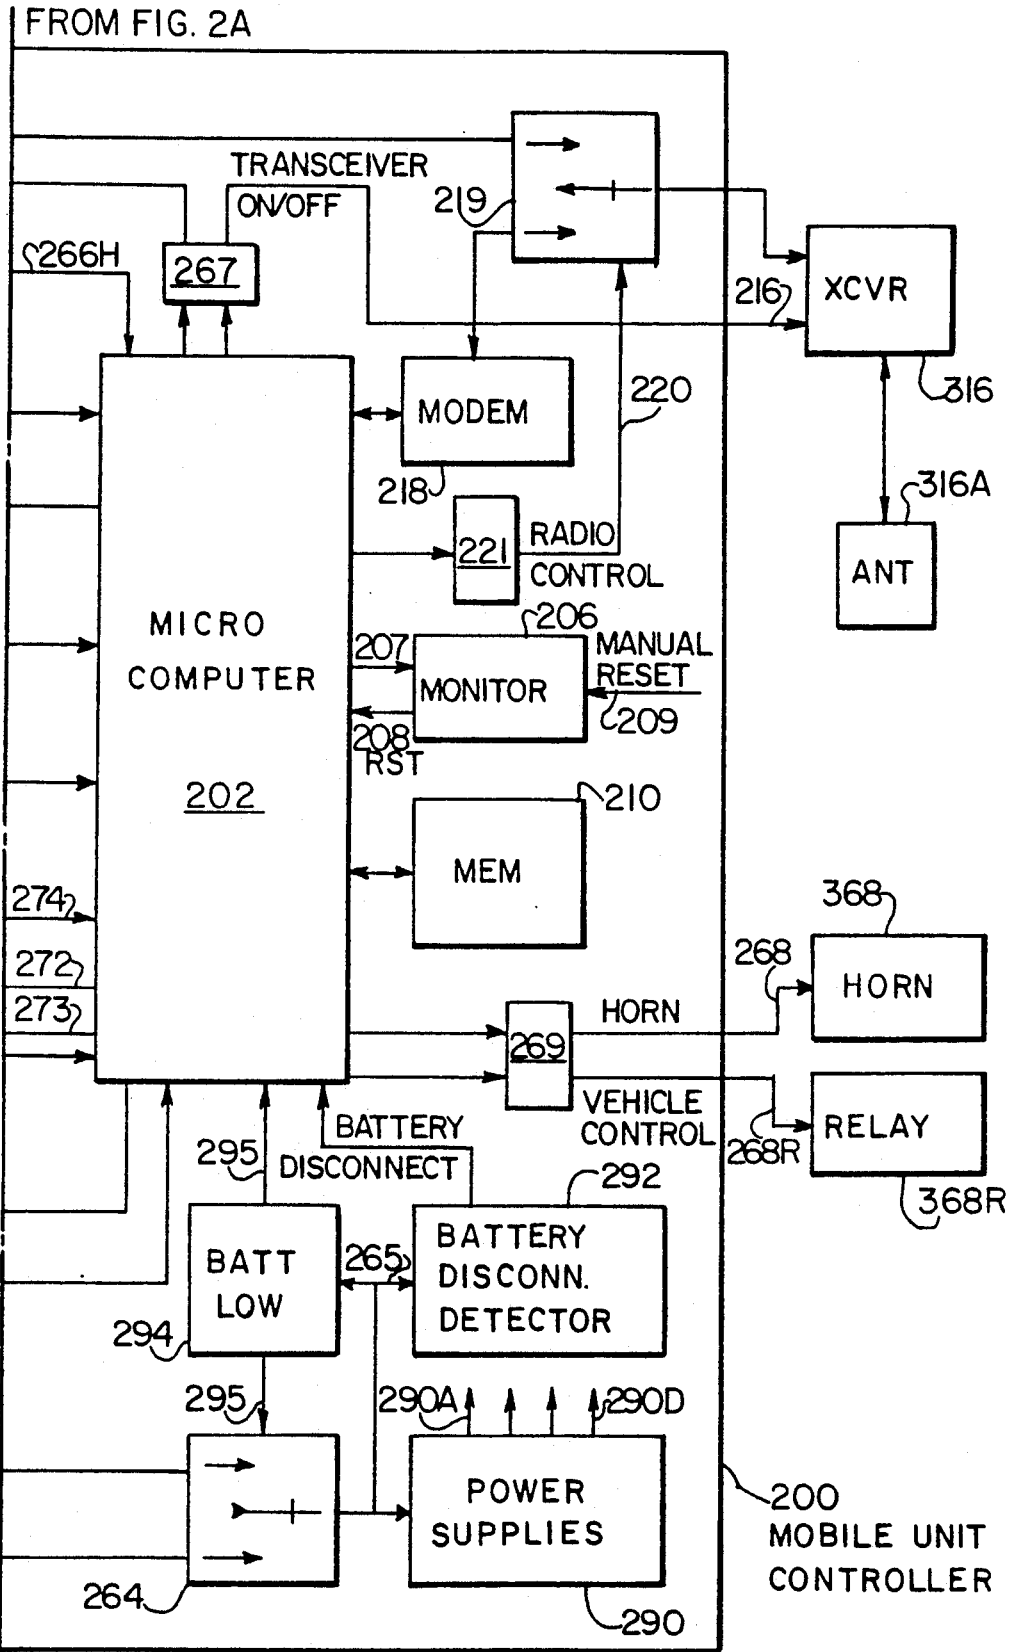 FROM FIG. 2A
TRANSCEIVER
ON/OFF
219
266H
267
216
XCVR
316
MODEM
218
220
316A
ANT
221
RADIO
CONTROL
206
MICRO
COMPUTER
202
207
MONITOR
MANUAL
RESET
209
208
RST
210
MEM
274
272
273
368
268
HORN
HORN
269
VEHICLE
CONTROL
268R
RELAY
368R
295
BATTERY
DISCONNECT
292
BATT
LOW
294
265
BATTERY
DISCONN.
DETECTOR
295
290A
290D
264
POWER
SUPPLIES
290
200
MOBILE UNIT
CONTROLLER